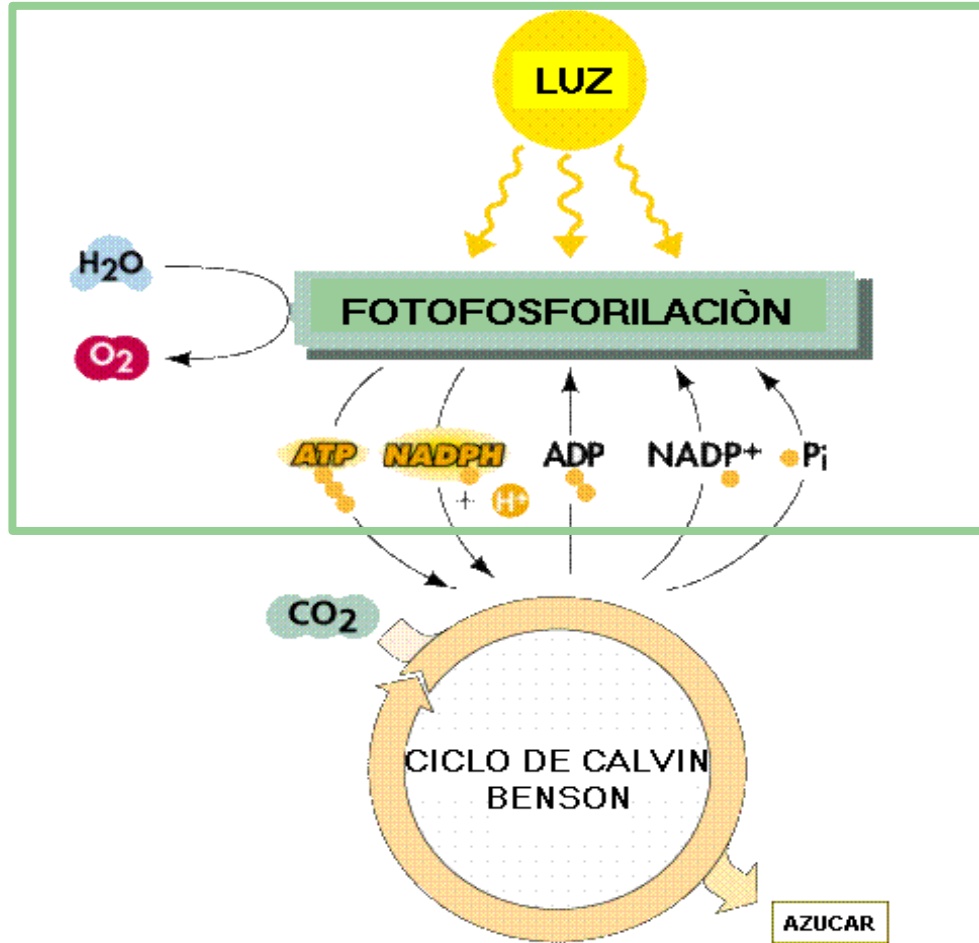 LUZ
H2O
FOTOFOSFORILACIÒN
O2
ATP NADPH ADP NADP+ Pi
+ H+
CO2
CICLO DE CALVIN
BENSON
AZUCAR